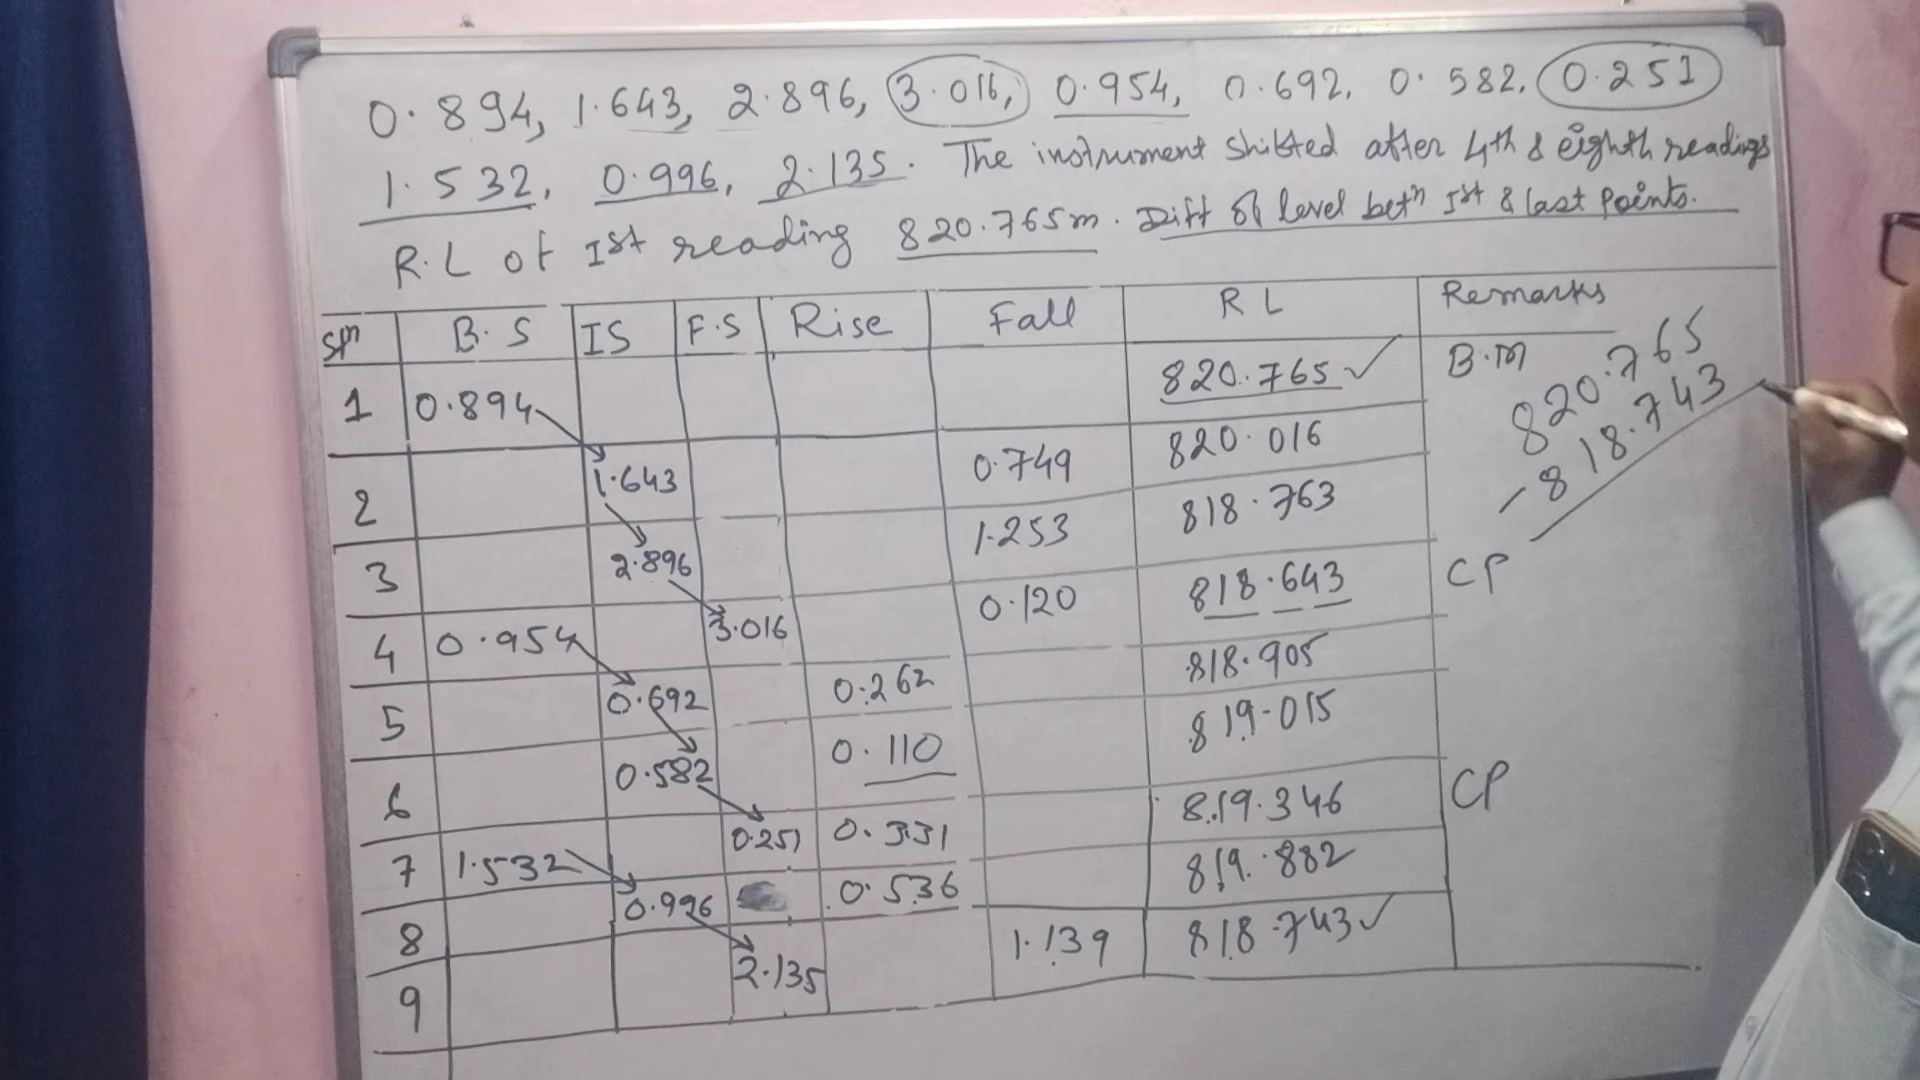 0.894, 1.643, 2.896, 3.016, 0.954, 0.692, 0.582, 0.251
1.532, 0.996, 2.135. The instrument shifted after 4th & eighth readings
R.L of Ist reading 820.765m. Diff of level betn Ist & last Points.
Stn B.S IS F.S Rise Fall R L Remarks
1 0.894 820.765 ✓ B.M
2 1.643 0.749 820.016
3 2.896 1.253 818.763
4 0.954 3.016 0.120 818.643 CP
5 0.692 0.262 818.905
6 0.582 0.110 819.015
7 1.532 0.251 0.331 819.346 CP
8 0.996 0.536 819.882
9 2.135 1.139 818.743 ✓
820.765
- 818.743